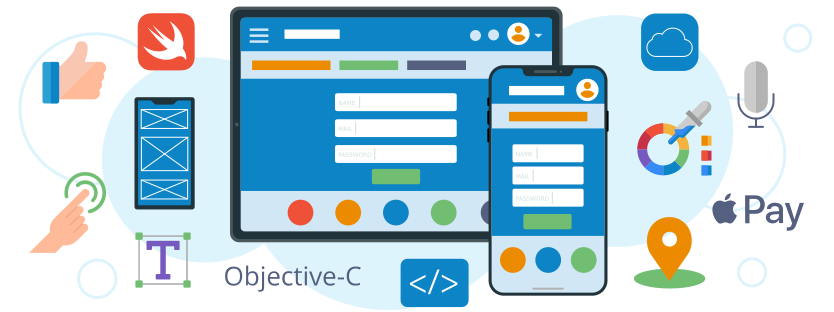 NAME
MAIL
PASSWORD
NAME
MAIL
PASSWORD
T
Pay
Objective-C
</>